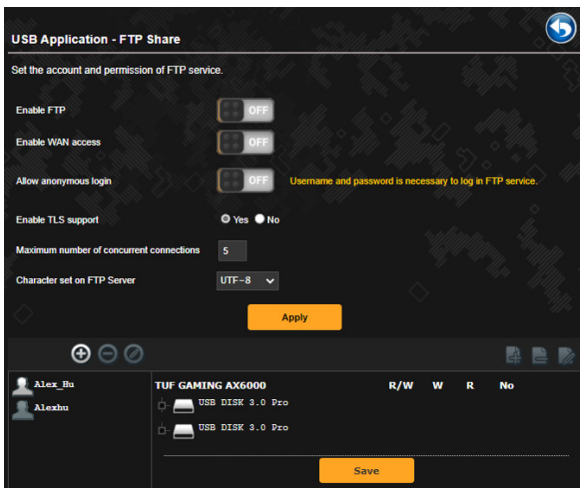 USB Application - FTP Share
Set the account and permission of FTP service.
Enable FTP OFF
Enable WAN access OFF
Allow anonymous login OFF Username and password is necessary to log in FTP service.
Enable TLS support Yes No
Maximum number of concurrent connections 5
Character set on FTP Server UTF-8
Apply
Alex_Hu
Alexhu
TUF GAMING AX6000 R/W W R No
USB DISK 3.0 Pro
USB DISK 3.0 Pro
Save